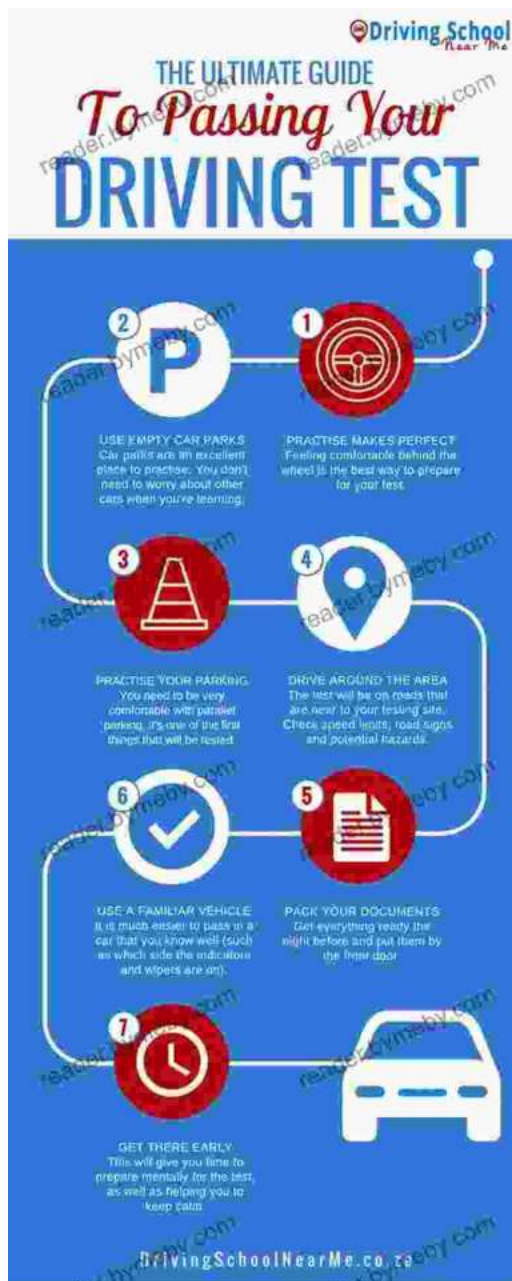 Driving School
Near Me
THE ULTIMATE GUIDE
To Passing Your
DRIVING TEST
1
PRACTISE MAKES PERFECT
Feeling comfortable behind the
wheel is the best way to prepare
for your test
2
P
USE EMPTY CAR PARKS
Car parks are an excellent
place to practise. You don't
need to worry about other
cars when you're learning.
3
PRACTISE YOUR PARKING
You need to be very
comfortable with parallel
parking, it's one of the first
things that will be tested
4
DRIVE AROUND THE AREA
The test will be on roads that
are near to your testing site.
Check speed limits, road signs
and potential hazards.
5
PACK YOUR DOCUMENTS
Get everything ready the
night before and put them by
the front door
6
USE A FAMILIAR VEHICLE
It is much easier to pass in a
car that you know well (such
as which side the indicators
and wipers are on).
7
GET THERE EARLY
This will give you time to
prepare mentally for the test,
as well as helping you to
keep calm
DrivingSchoolNearMe.co.za
reader.bymeby.com